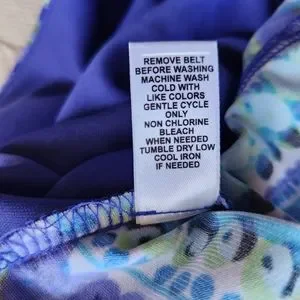 REMOVE BELT
BEFORE WASHING
MACHINE WASH
COLD WITH
LIKE COLORS
GENTLE CYCLE
ONLY
NON CHLORINE
BLEACH
WHEN NEEDED
TUMBLE DRY LOW
COOL IRON
IF NEEDED